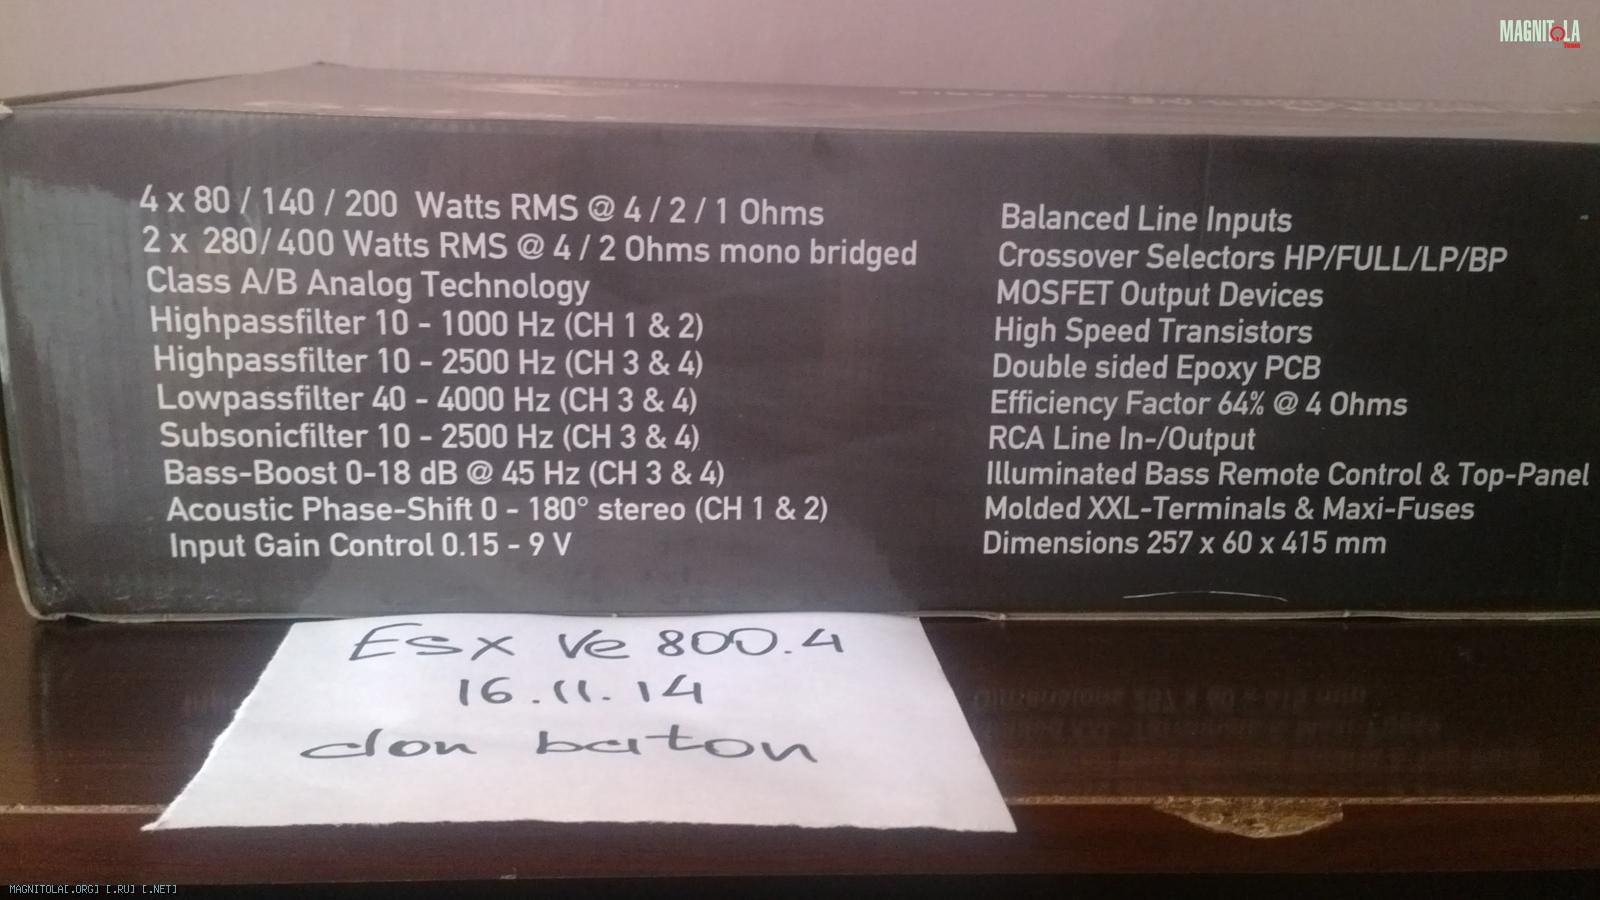 MAGNITOLA
Team
4 x 80 / 140 / 200 Watts RMS @ 4 / 2 / 1 Ohms
2 x 280/400 Watts RMS @ 4 / 2 Ohms mono bridged
Class A/B Analog Technology
Highpassfilter 10 - 1000 Hz (CH 1 & 2)
Highpassfilter 10 - 2500 Hz (CH 3 & 4)
Lowpassfilter 40 - 4000 Hz (CH 3 & 4)
Subsonicfilter 10 - 2500 Hz (CH 3 & 4)
Bass-Boost 0-18 dB @ 45 Hz (CH 3 & 4)
Acoustic Phase-Shift 0 - 180° stereo (CH 1 & 2)
Input Gain Control 0.15 - 9 V
Balanced Line Inputs
Crossover Selectors HP/FULL/LP/BP
MOSFET Output Devices
High Speed Transistors
Double sided Epoxy PCB
Efficiency Factor 64% @ 4 Ohms
RCA Line In-/Output
Illuminated Bass Remote Control & Top-Panel
Molded XXL-Terminals & Maxi-Fuses
Dimensions 257 x 60 x 415 mm
Esx Ve 800.4
16.11.14
don baton
MAGNITOLA[.ORG] [.RU] [.NET]